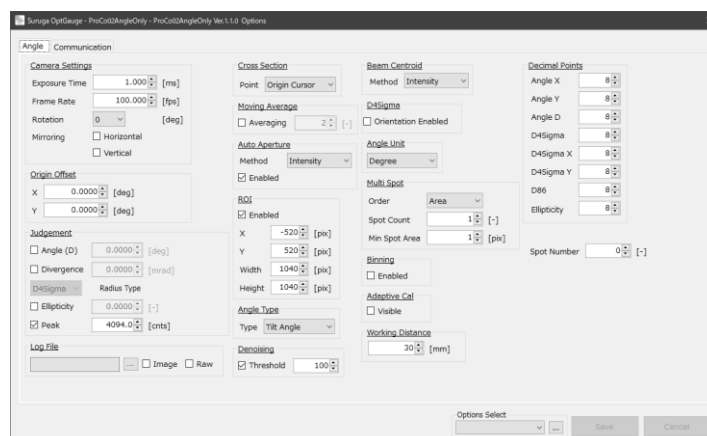 Suruga OptGauge - ProCo02AngleOnly - ProCo02AngleOnly Ver.1.1.0 Options
Angle Communication
Camera Settings
Exposure Time 1.000 [ms]
Frame Rate 100.000 [fps]
Rotation 0 [deg]
Mirroring Horizontal
Vertical
Origin Offset
X 0.0000 [deg]
Y 0.0000 [deg]
Judgement
Angle (D) 0.0000 [deg]
Divergence 0.0000 [mrad]
D4Sigma Radius Type
Ellipticity 0.0000 [-]
Peak 4094.0 [cnts]
Log File
... Image Raw
Cross Section
Point Origin Cursor
Moving Average
Averaging 2 [-]
Auto Aperture
Method Intensity
Enabled
ROI
Enabled
X -520 [pix]
Y 520 [pix]
Width 1040 [pix]
Height 1040 [pix]
Angle Type
Type Tilt Angle
Denoising
Threshold 100
Beam Centroid
Method Intensity
D4Sigma
Orientation Enabled
Angle Unit
Degree
Multi Spot
Order Area
Spot Count 1 [-]
Min Spot Area 1 [pix]
Binning
Enabled
Adaptive Cal
Visible
Working Distance
30 [mm]
Decimal Points
Angle X 8
Angle Y 8
Angle D 8
D4Sigma 8
D4Sigma X 8
D4Sigma Y 8
D86 8
Ellipticity 8
Spot Number 0 [-]
Options Select
... Save Cancel